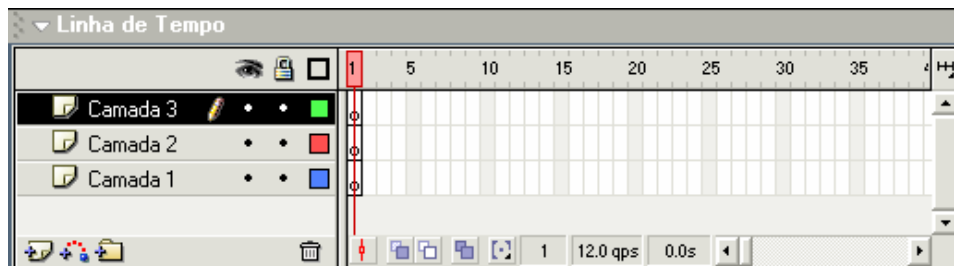 Linha de Tempo
1 5 10 15 20 25 30 35
Camada 3
Camada 2
Camada 1
1 12.0 qps 0.0s